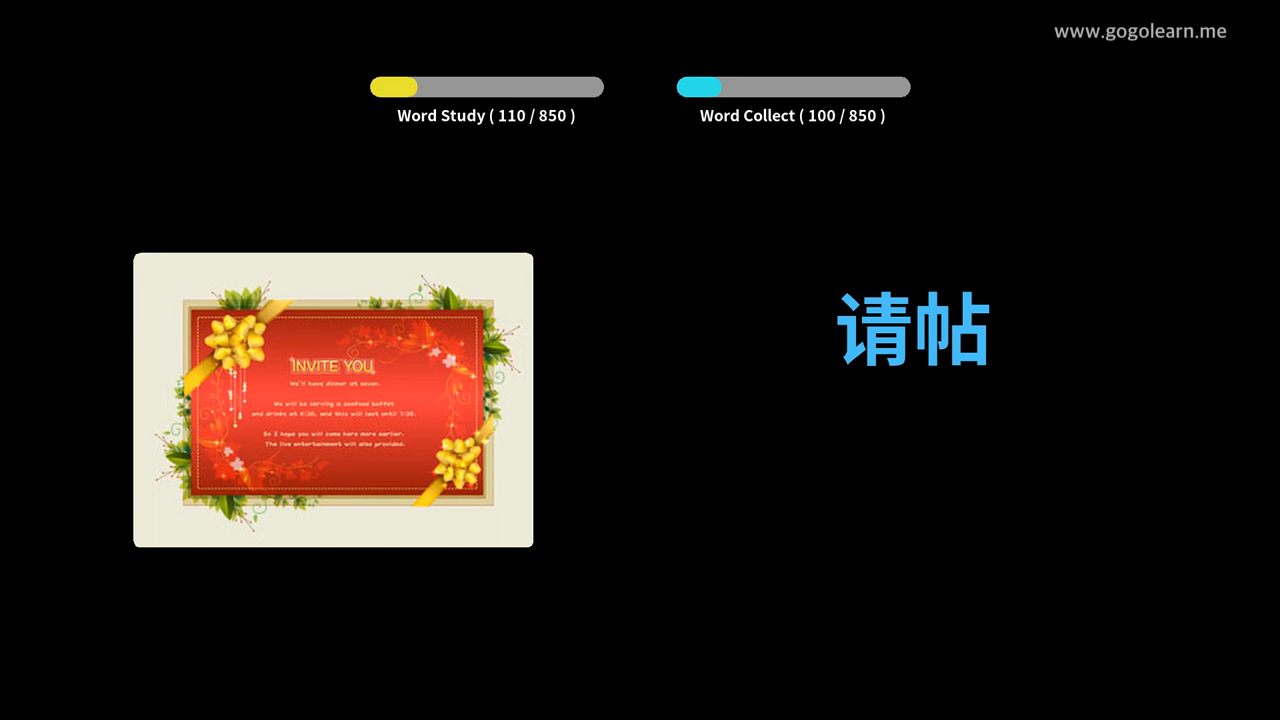 www.gogolearn.me
Word Study ( 110 / 850 )
Word Collect ( 100 / 850 )
请帖
INVITE YOU
We'll have dinner at seven.
We will be serving a seafood buffet
and drinks at 6:30, and this will last until 7:30.
So I hope you will come here more earlier.
The live entertainment will also provided.